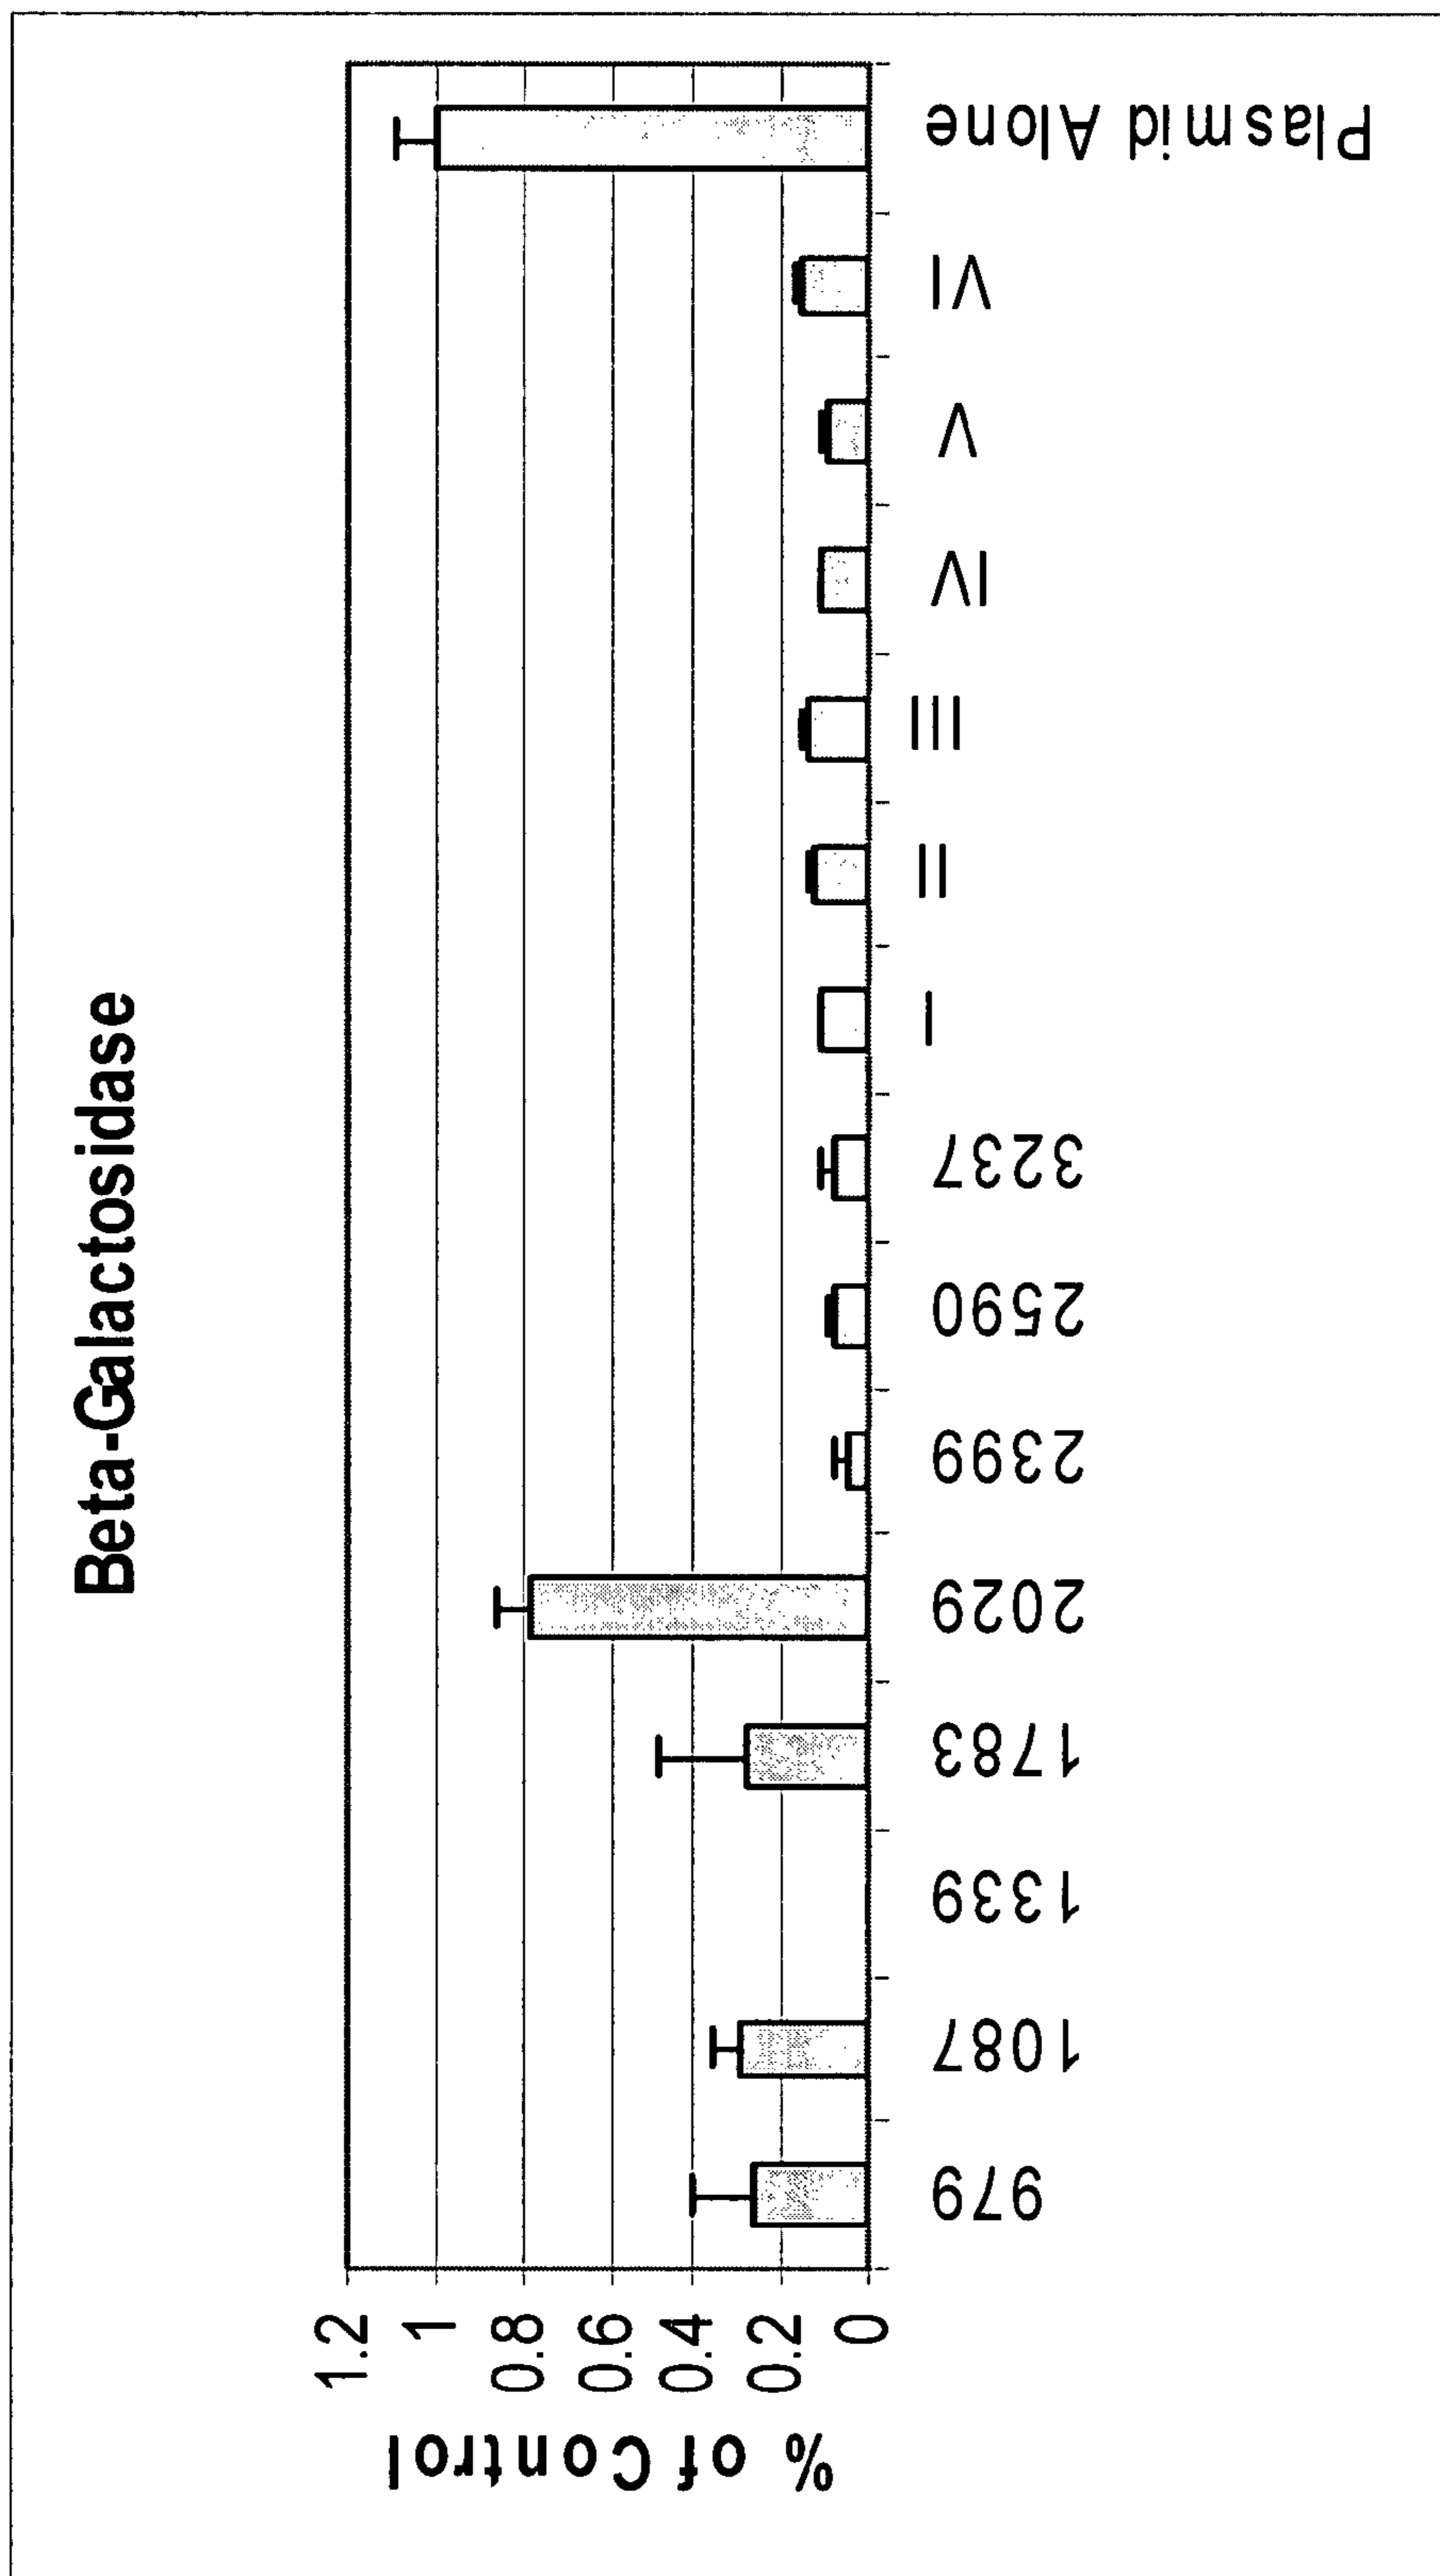 Beta-Galactosidase
% of Control
1.2
1
0.8
0.6
0.4
0.2
0
979
1087
1339
1783
2029
2399
2590
3237
I
II
III
IV
V
VI
Plasmid Alone